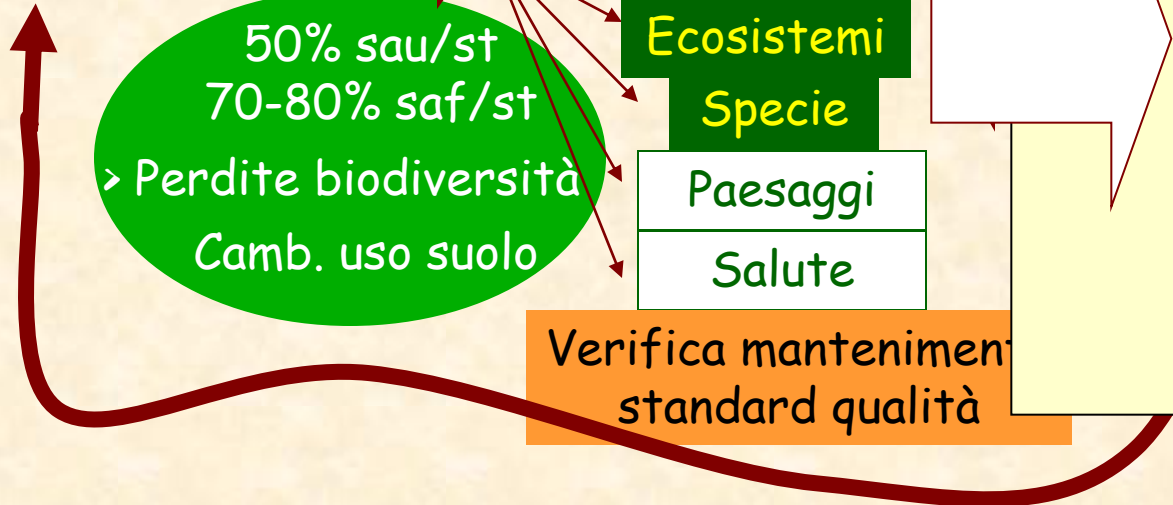 50% sau/st
70-80% saf/st
> Perdite biodiversità
Camb. uso suolo
Ecosistemi
Specie
Paesaggi
Salute
Verifica mantenimen
standard qualità